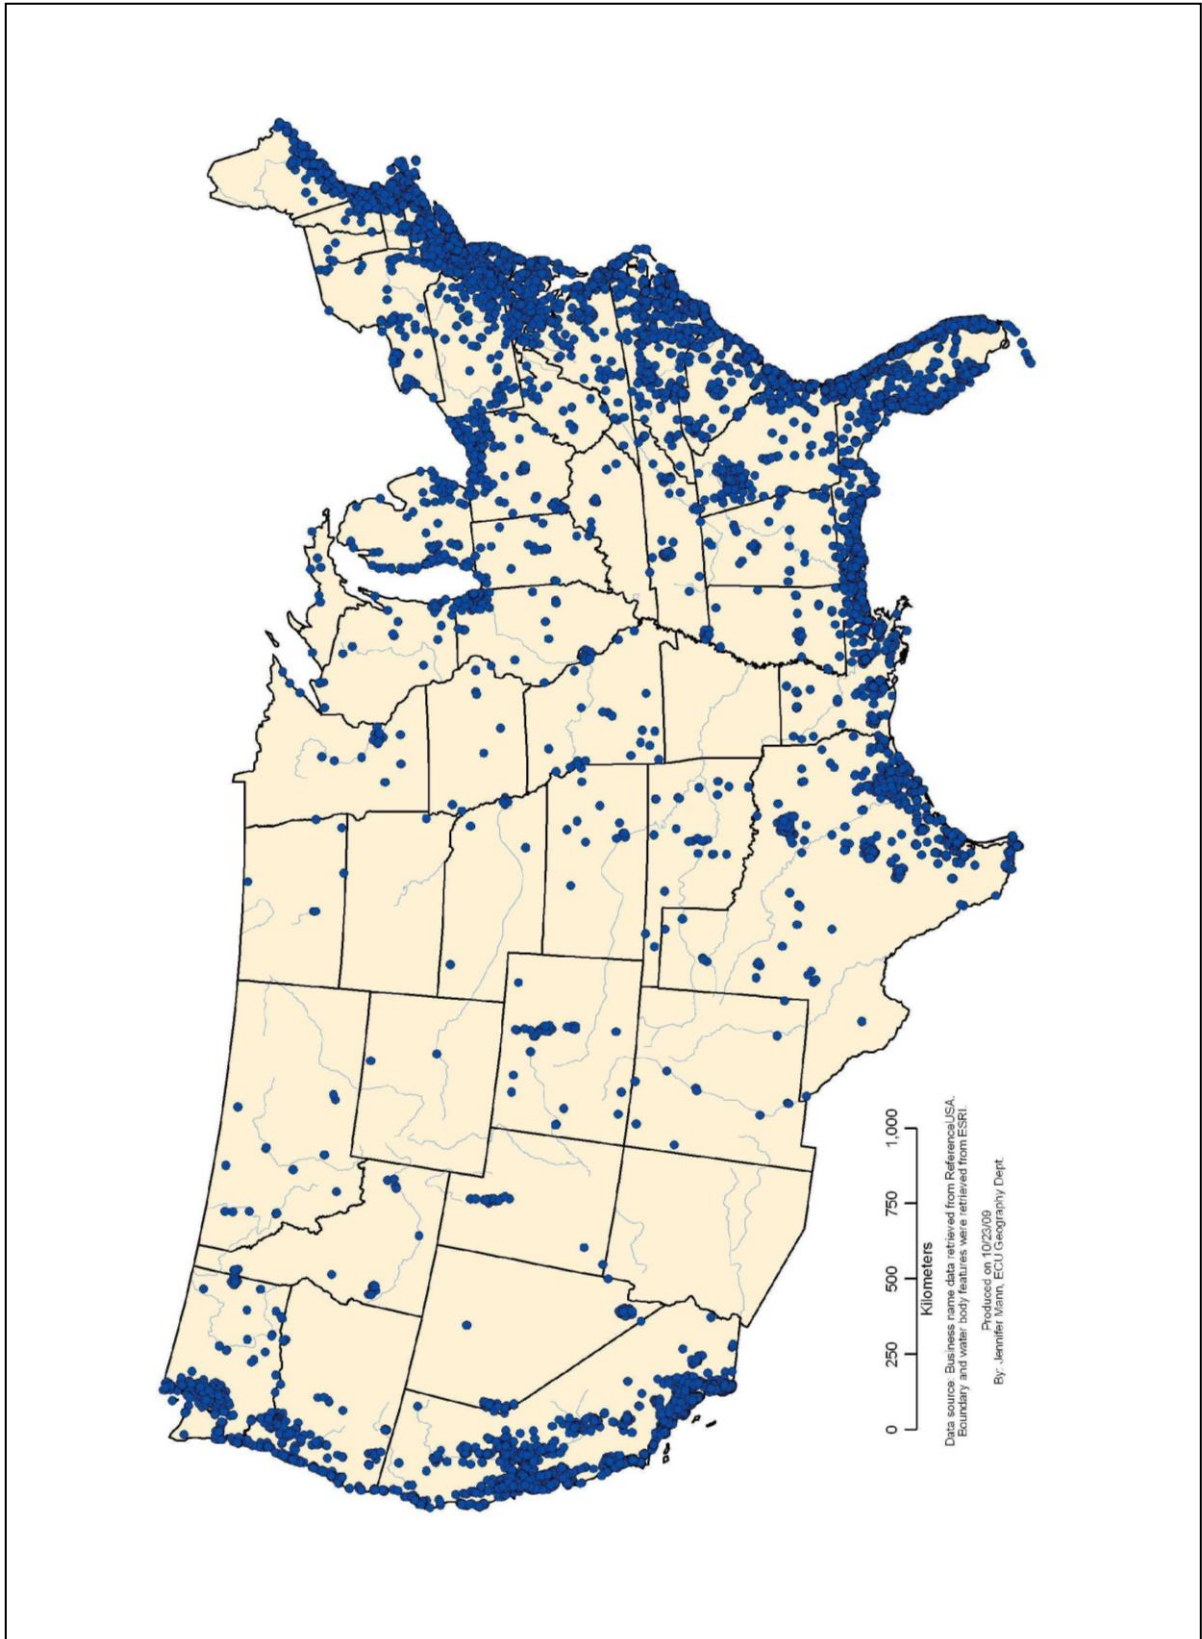 0 250 500 750 1,000
Kilometers
Data source: Business name data retrieved from ReferenceUSA.
Boundary and water body features were retrieved from ESRI.
Produced on 10/23/09
By: Jennifer Mann, ECU Geography Dept.